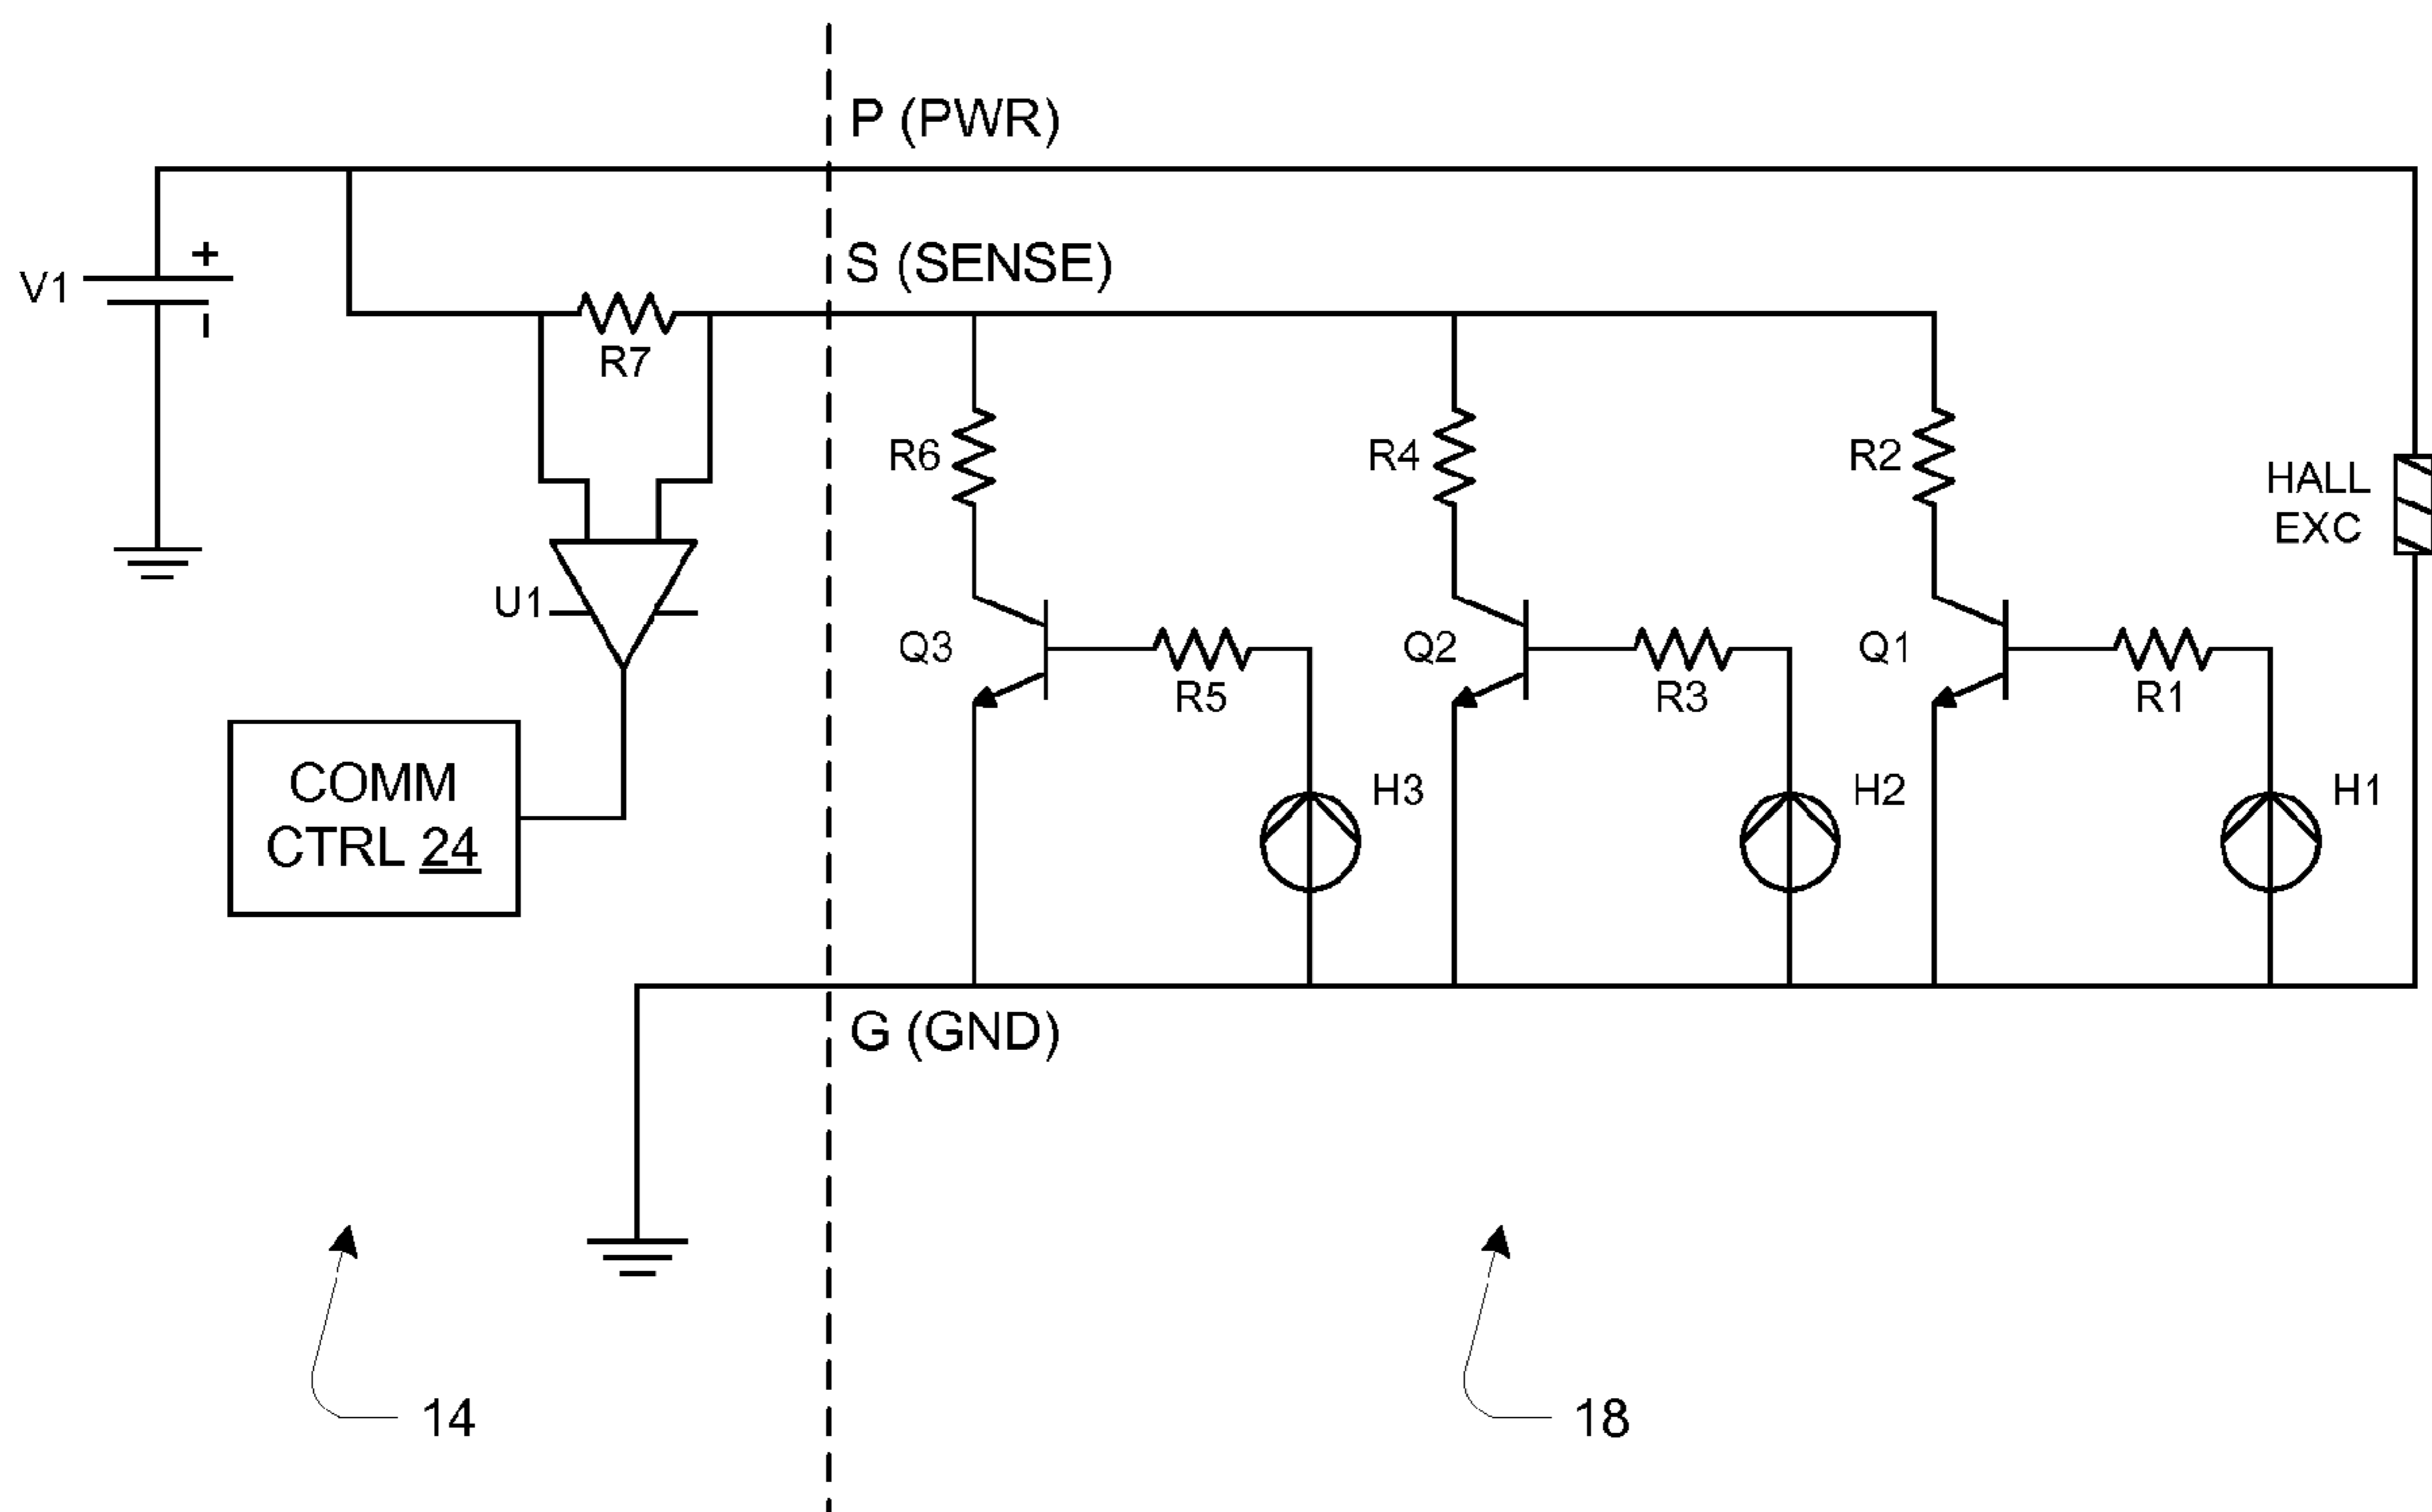 P (PWR)
S (SENSE)
+
V1
-
R7
R6
R4
R2
HALL
EXC
U1
Q3
R5
Q2
R3
Q1
R1
COMM
CTRL 24
H3
H2
H1
G (GND)
14
18